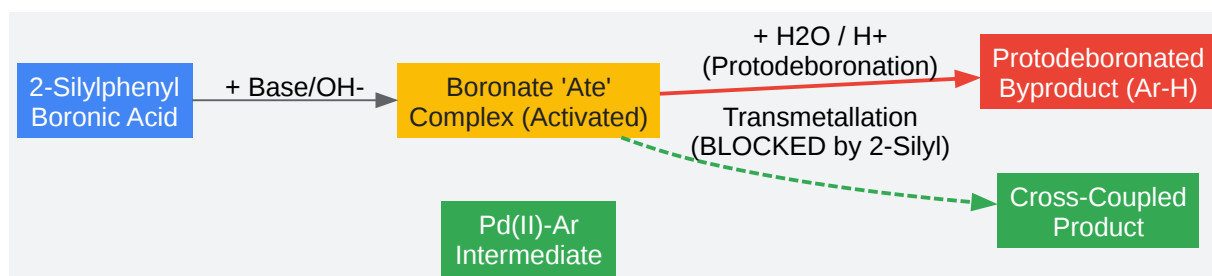 2-Silylphenyl
Boronic Acid
+ Base/OH-
Boronate 'Ate'
Complex (Activated)
+ H2O / H+
(Protodeboronation)
Protodeboronated
Byproduct (Ar-H)
Transmetallation
(BLOCKED by 2-Silyl)
Cross-Coupled
Product
Pd(II)-Ar
Intermediate